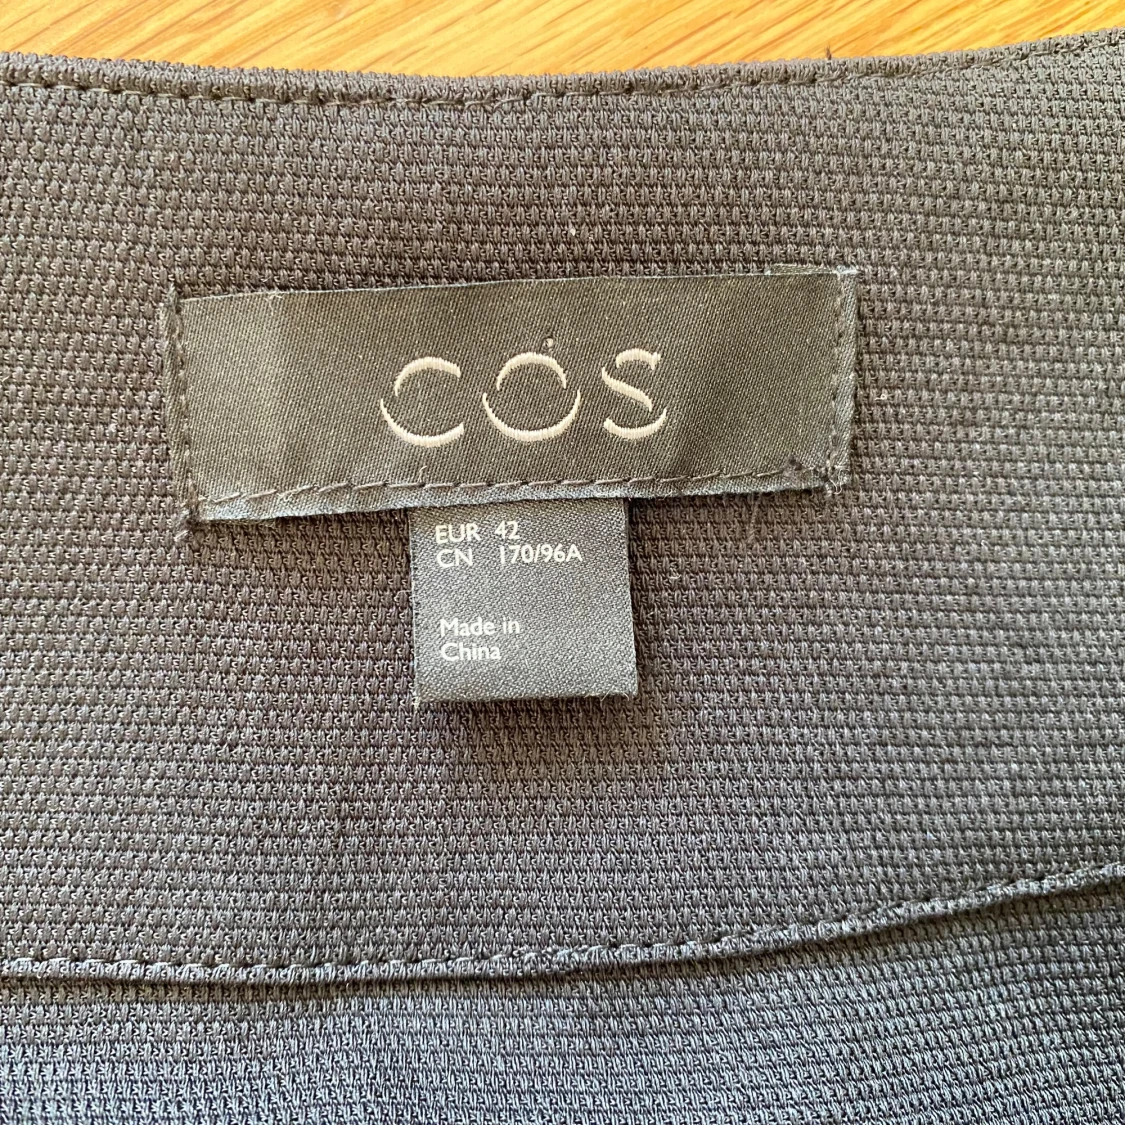 COS
EUR 42
CN 170/96A
Made in
China